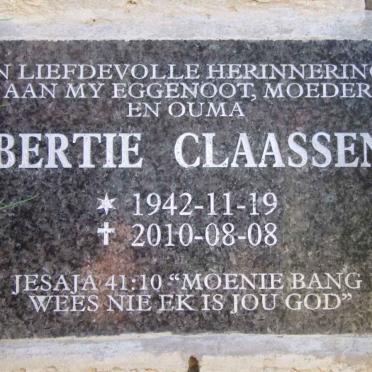 N LIEFDEVOLLE HERINNERING
AAN MY EGGENOOT, MOEDER
EN OUMA
BERTIE CLAASSEN
* 1942-11-19
✝ 2010-08-08
JESAJA 41:10 "MOENIE BANG
WEES NIE EK IS JOU GOD"